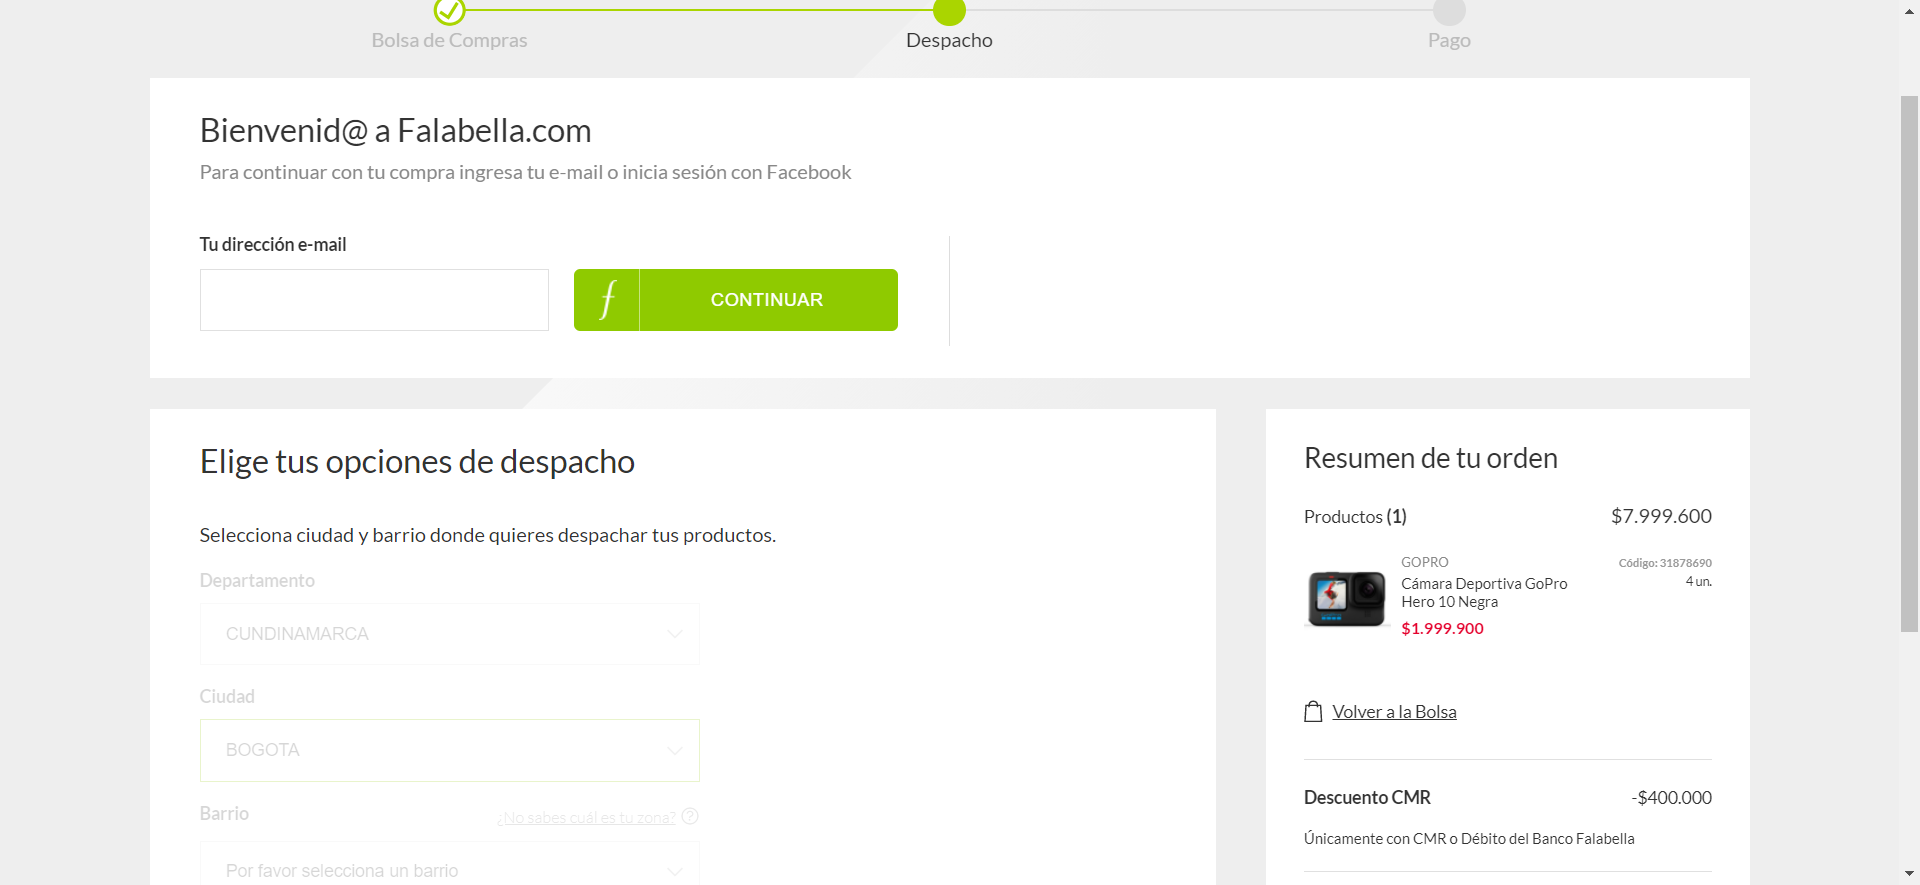 Bolsa de Compras
Despacho
Pago
Bienvenid@ a Falabella.com
Para continuar con tu compra ingresa tu e-mail o inicia sesión con Facebook
Tu dirección e-mail
f CONTINUAR
Elige tus opciones de despacho
Selecciona ciudad y barrio donde quieres despachar tus productos.
Departamento
CUNDINAMARCA
Ciudad
BOGOTA
Barrio
¿No sabes cuál es tu zona? ?
Por favor selecciona un barrio
Resumen de tu orden
Productos (1) $7.999.600
GOPRO
Código: 31878690
Cámara Deportiva GoPro
4 un.
Hero 10 Negra
$1.999.900
Volver a la Bolsa
Descuento CMR -$400.000
Únicamente con CMR o Débito del Banco Falabella